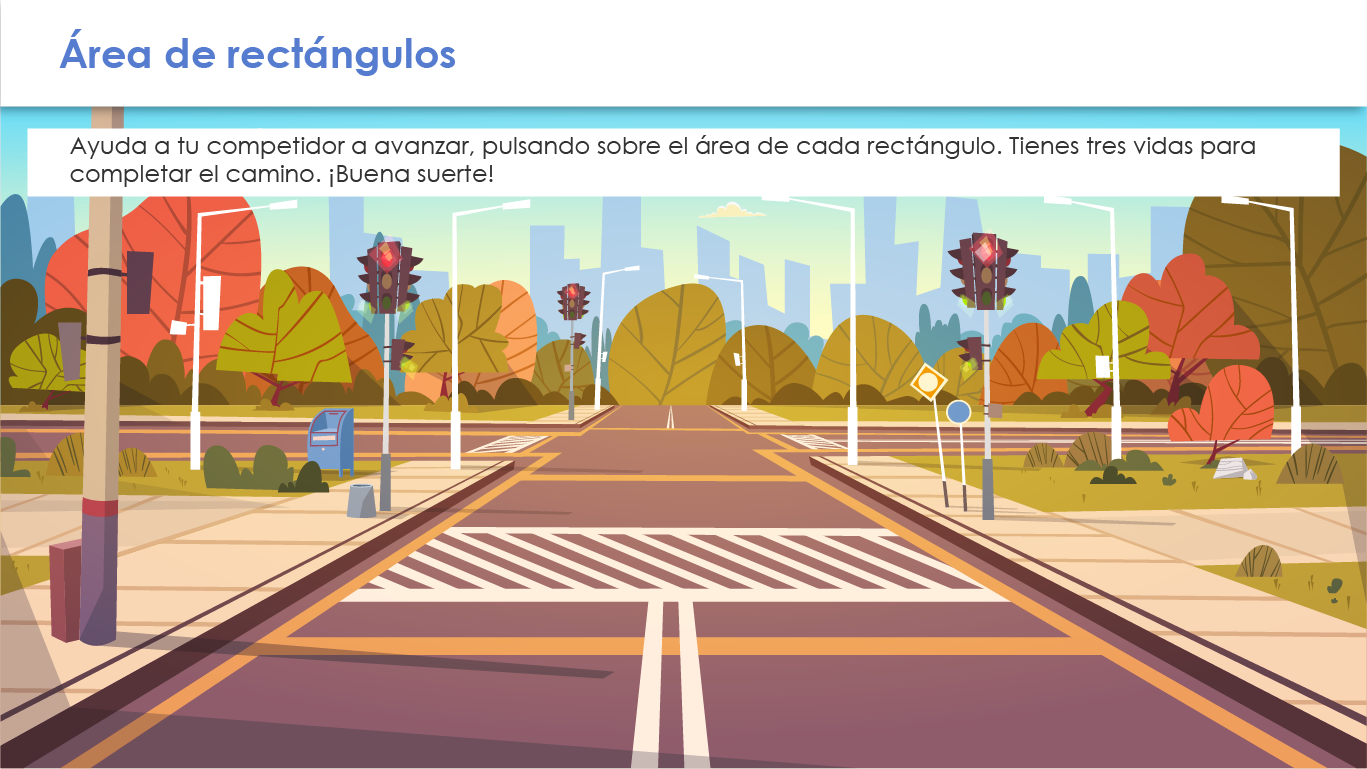 Área de rectángulos
Ayuda a tu competidor a avanzar, pulsando sobre el área de cada rectángulo. Tienes tres vidas para
completar el camino. ¡Buena suerte!